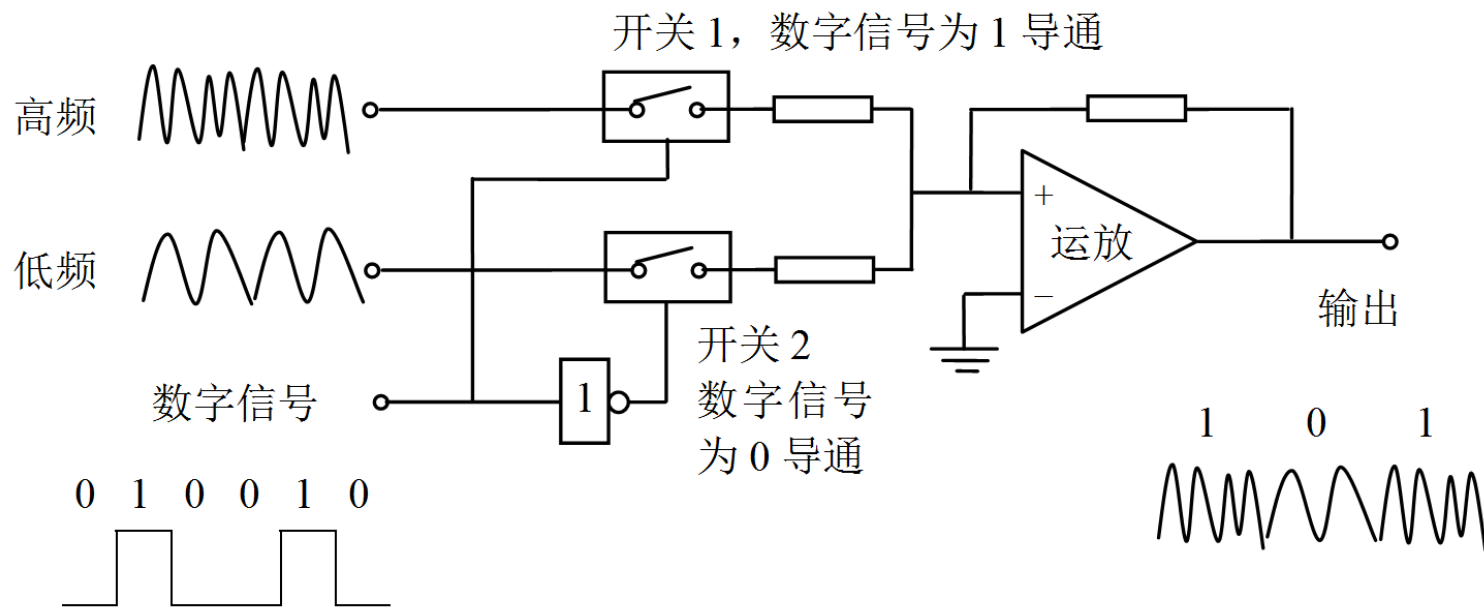 开关 1，数字信号为 1 导通
高频
+
运放
低频
−
输出
开关 2
数字信号
为 0 导通
数字信号
1
1 0 1
0 1 0 0 1 0